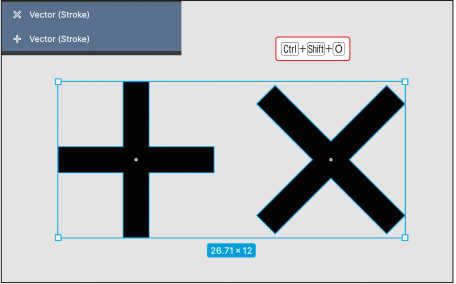 Vector (Stroke)
Vector (Stroke)
Ctrl+Shift+O
26.71 × 12